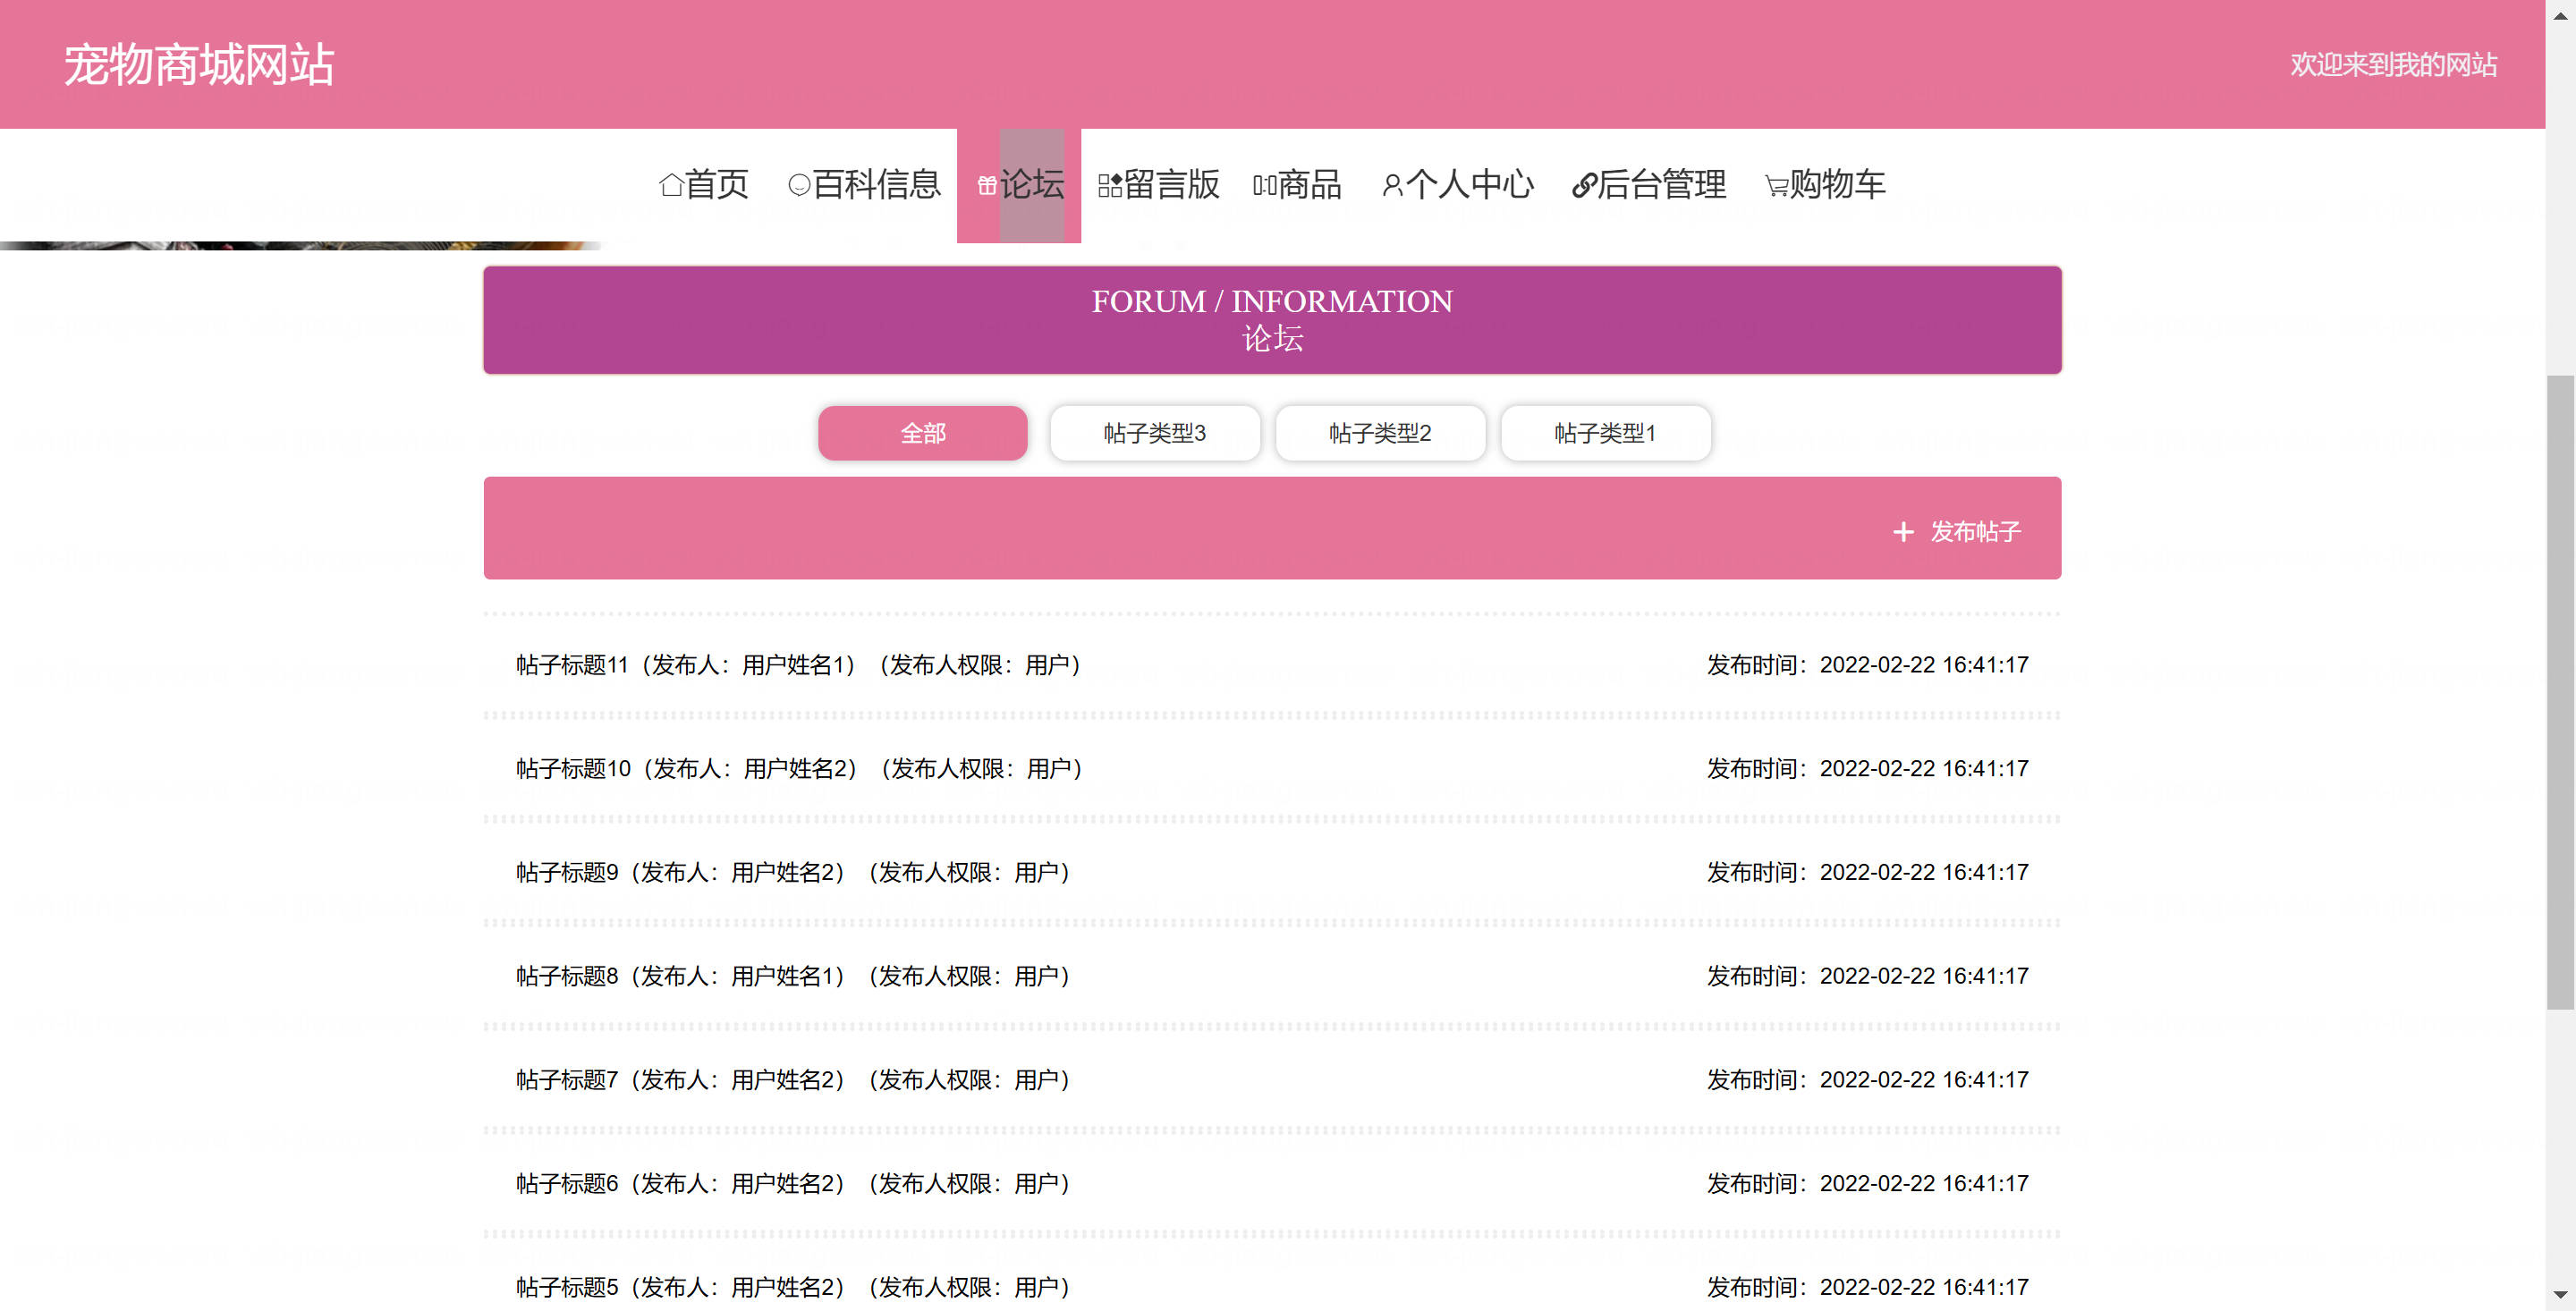 宠物商城网站
欢迎来到我的网站
首页 百科信息 论坛 留言版 商品 个人中心 后台管理 购物车
FORUM / INFORMATION
论坛
全部 帖子类型3 帖子类型2 帖子类型1
+ 发布帖子
帖子标题11（发布人：用户姓名1）（发布人权限：用户） 发布时间：2022-02-22 16:41:17
帖子标题10（发布人：用户姓名2）（发布人权限：用户） 发布时间：2022-02-22 16:41:17
帖子标题9（发布人：用户姓名2）（发布人权限：用户） 发布时间：2022-02-22 16:41:17
帖子标题8（发布人：用户姓名1）（发布人权限：用户） 发布时间：2022-02-22 16:41:17
帖子标题7（发布人：用户姓名2）（发布人权限：用户） 发布时间：2022-02-22 16:41:17
帖子标题6（发布人：用户姓名2）（发布人权限：用户） 发布时间：2022-02-22 16:41:17
帖子标题5（发布人：用户姓名2）（发布人权限：用户） 发布时间：2022-02-22 16:41:17